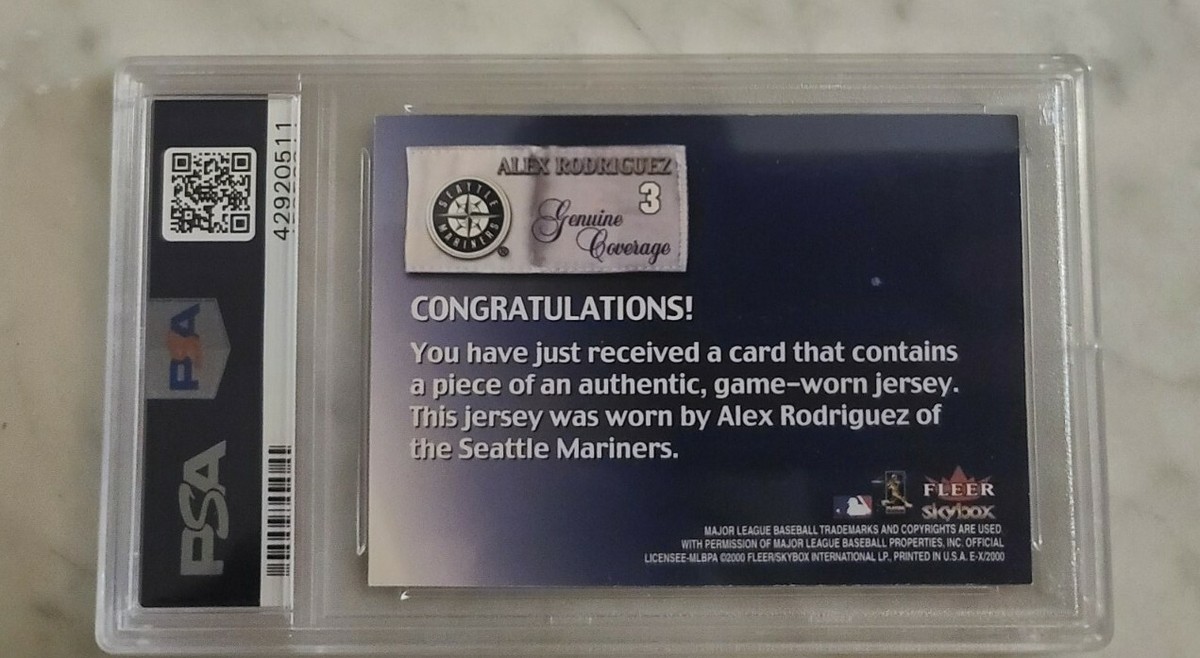 42920511
PSA
PSA
ALEX RODRIGUEZ
3
SEATTLE MARINERS
Genuine
Coverage
CONGRATULATIONS!
You have just received a card that contains
a piece of an authentic, game-worn jersey.
This jersey was worn by Alex Rodriguez of
the Seattle Mariners.
FLEER
skybox
MAJOR LEAGUE BASEBALL TRADEMARKS AND COPYRIGHTS ARE USED
WITH PERMISSION OF MAJOR LEAGUE BASEBALL PROPERTIES, INC. OFFICIAL
LICENSEE-MLBPA ©2000 FLEER/SKYBOX INTERNATIONAL LP., PRINTED IN U.S.A. E-X/2000